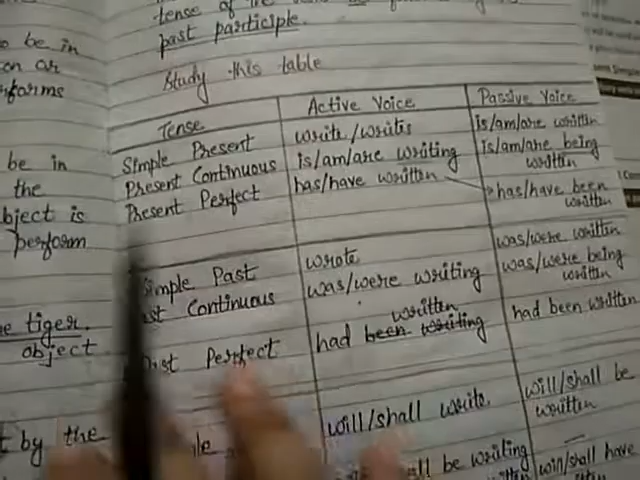 tense of the
past participle.
Study this table
Tense Active Voice Passive Voice
Simple Present write/writes is/am/are written
Present Continuous is/am/are writing is/am/are being written
Present Perfect has/have written has/have been written
Simple Past wrote was/were written
Continuous was/were writing was/were being written
Perfect had been writing written had been written
will/shall write. will/shall be written
be writing will/shall have
to be in
or
performs
be in
the
object is
perform
tiger.
object
by the